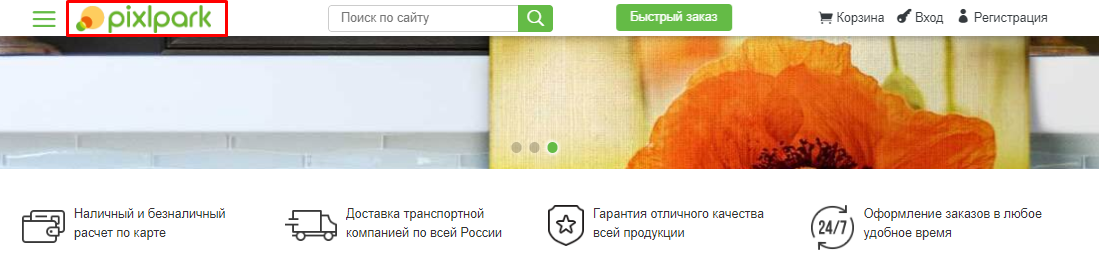 pixlpark
Поиск по сайту
Быстрый заказ
Корзина
Вход
Регистрация
Наличный и безналичный
расчет по карте
Доставка транспортной
компанией по всей России
Гарантия отличного качества
всей продукции
24/7
Оформление заказов в любое
удобное время